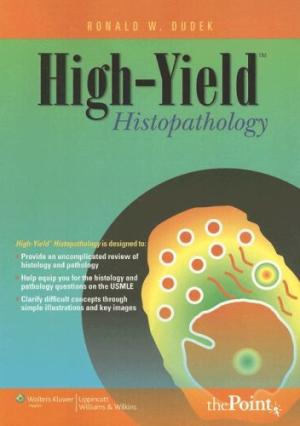 RONALD W. DUDEK
High-Yield™
Histopathology
High-Yield™ Histopathology is designed to:
• Provide an uncomplicated review of
histology and pathology
• Help equip you for the histology and
pathology questions on the USMLE
• Clarify difficult concepts through
simple illustrations and key images
Wolters Kluwer
Lippincott
Williams & Wilkins
thePoint